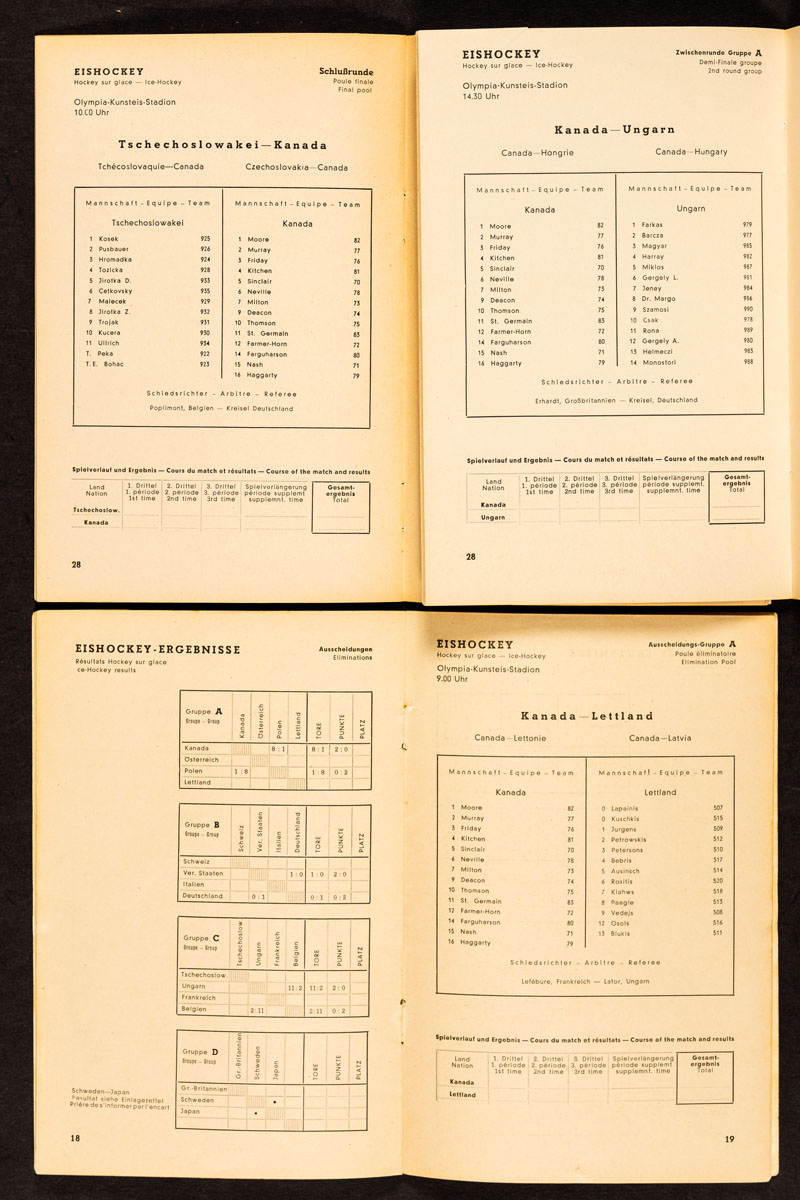 EISHOCKEY
Hockey sur glace — Ice-Hockey
Schlußrunde
Poule finale
Final pool
Olympia-Kunsteis-Stadion
10.00 Uhr
Tschechoslowakei—Kanada
Tchécoslovaquie—Canada
Czechoslovakia—Canada
Mannschaft – Equipe – Team
Tschechoslowakei
1 Kosek 925
2 Pusbauer 926
3 Hromadka 924
4 Tozicka 928
5 Jirotka D. 933
6 Cetkovsky 935
7 Malecek 929
8 Jirotka Z. 932
9 Trojak 931
10 Kucera 930
11 Ullrich 934
T. Peka 922
T.E. Bohac 923
Mannschaft – Equipe – Team
Kanada
1 Moore 82
2 Murray 77
3 Friday 76
4 Kitchen 81
5 Sinclair 70
6 Neville 78
7 Milton 73
9 Deacon 74
10 Thomson 75
11 St. Germain 83
12 Farmer-Horn 72
14 Farguharson 80
15 Nash 71
16 Haggarty 79
Schiedsrichter – Arbitre – Referee
Poplimont, Belgien — Kreisel Deutschland
Spielverlauf und Ergebnis — Cours du match et résultats — Course of the match and results
Land Nation
1. Drittel 1. période 1st time
2. Drittel 2. période 2nd time
3. Drittel 3. période 3rd time
Spielverlängerung période supplemt. supplemnt. time
Gesamt-ergebnis Total
Tschechoslow.
Kanada
28
EISHOCKEY
Hockey sur glace — Ice-Hockey
Zwischenrunde Gruppe A
Demi-Finale groupe
2nd round group
Olympia-Kunsteis-Stadion
14.30 Uhr
Kanada—Ungarn
Canada—Hongrie
Canada—Hungary
Mannschaft – Equipe – Team
Kanada
1 Moore 82
2 Murray 77
3 Friday 76
4 Kitchen 81
5 Sinclair 70
6 Neville 78
7 Milton 73
9 Deacon 74
10 Thomson 75
11 St. Germain 83
12 Farmer-Horn 72
14 Farguharson 80
15 Nash 71
16 Haggarty 79
Mannschaft – Equipe – Team
Ungarn
1 Farkas 979
2 Barcza 977
3 Magyar 985
4 Harray 982
5 Miklos 987
6 Gergely L. 981
7 Jeney 984
8 Dr. Margo 986
9 Szamosi 990
10 Csak 978
11 Rona 989
12 Gergely A. 980
13 Helmeczi 983
14 Monostori 988
Schiedsrichter – Arbitre – Referee
Erhardt, Großbritannien — Kreisel, Deutschland
Spielverlauf und Ergebnis — Cours du match et résultats — Course of the match and results
Land Nation
1. Drittel 1. période 1st time
2. Drittel 2. période 2nd time
3. Drittel 3. période 3rd time
Spielverlängerung période supplemt. supplemnt. time
Gesamt-ergebnis Total
Kanada
Ungarn
28
EISHOCKEY-ERGEBNISSE
Résultats Hockey sur glace
ce-Hockey results
Ausscheidungen
Eliminations
Gruppe A
Groupe – Group
Kanada Österreich Polen Lettland TORE PUNKTE PLATZ
Kanada 8:1 8:1 2:0
Österreich
Polen 1:8 1:8 0:2
Lettland
Gruppe B
Groupe – Group
Schweiz Ver. Staaten Italien Deutschland TORE PUNKTE PLATZ
Schweiz
Ver. Staaten 1:0 1:0 2:0
Italien
Deutschland 0:1 0:1 0:2
Gruppe C
Groupe – Group
Tschechoslow. Ungarn Frankreich Belgien TORE PUNKTE PLATZ
Tschechoslow.
Ungarn 11:2 11:2 2:0
Frankreich
Belgien 2:11 2:11 0:2
Gruppe D
Groupe – Group
Gr.-Britannien Schweden Japan TORE PUNKTE PLATZ
Gr.-Britannien
Schweden •
Japan •
Schweden—Japan
Resultat siehe Einlagezettel
Prière de s'informer par l'encart
18
EISHOCKEY
Hockey sur glace — Ice-Hockey
Ausscheidungs-Gruppe A
Poule éliminatoire
Elimination Pool
Olympia-Kunsteis-Stadion
9.00 Uhr
Kanada—Lettland
Canada—Lettonie
Canada—Latvia
Mannschaft – Equipe – Team
Kanada
1 Moore 82
2 Murray 77
3 Friday 76
4 Kitchen 81
5 Sinclair 70
6 Neville 78
7 Milton 73
9 Deacon 74
10 Thomson 75
11 St. Germain 83
12 Farmer-Horn 72
14 Farguharson 80
15 Nash 71
16 Haggarty 79
Mannschaft – Equipe – Team
Lettland
0 Lapainis 507
0 Kuschkis 515
1 Jurgens 509
2 Petrowskis 512
3 Petersons 510
4 Bebris 517
5 Ausinsch 514
6 Rositis 520
7 Klahws 518
8 Paegle 513
9 Vedejs 508
12 Osols 516
13 Blukis 511
Schiedsrichter – Arbitre – Referee
Lefébure, Frankreich — Lator, Ungarn
Spielverlauf und Ergebnis — Cours du match et résultats — Course of the match and results
Land Nation
1. Drittel 1. période 1st time
2. Drittel 2. période 2nd time
3. Drittel 3. période 3rd time
Spielverlängerung période supplemt. supplemnt. time
Gesamt-ergebnis Total
Kanada
Lettland
19